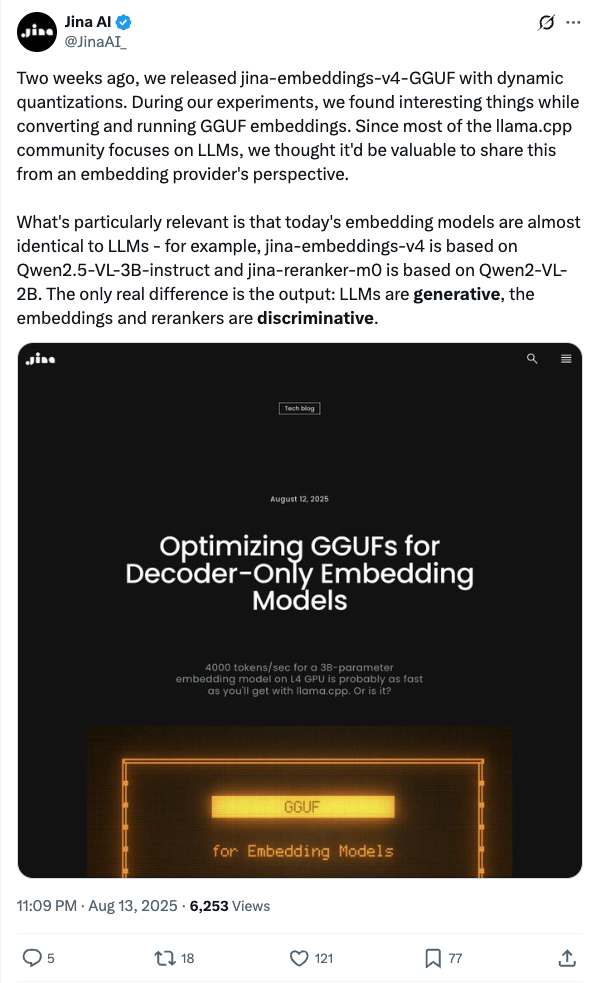 Jina AI
@JinaAI_
Two weeks ago, we released jina-embeddings-v4-GGUF with dynamic
quantizations. During our experiments, we found interesting things while
converting and running GGUF embeddings. Since most of the llama.cpp
community focuses on LLMs, we thought it'd be valuable to share this
from an embedding provider's perspective.
What's particularly relevant is that today's embedding models are almost
identical to LLMs - for example, jina-embeddings-v4 is based on
Qwen2.5-VL-3B-instruct and jina-reranker-m0 is based on Qwen2-VL-
2B. The only real difference is the output: LLMs are generative, the
embeddings and rerankers are discriminative.
Jina
Tech blog
August 12, 2025
Optimizing GGUFs for
Decoder-Only Embedding
Models
4000 tokens/sec for a 3B-parameter
embedding model on L4 GPU is probably as fast
as you'll get with llama.cpp. Or is it?
GGUF
for Embedding Models
11:09 PM · Aug 13, 2025 · 6,253 Views
5 18 121 77